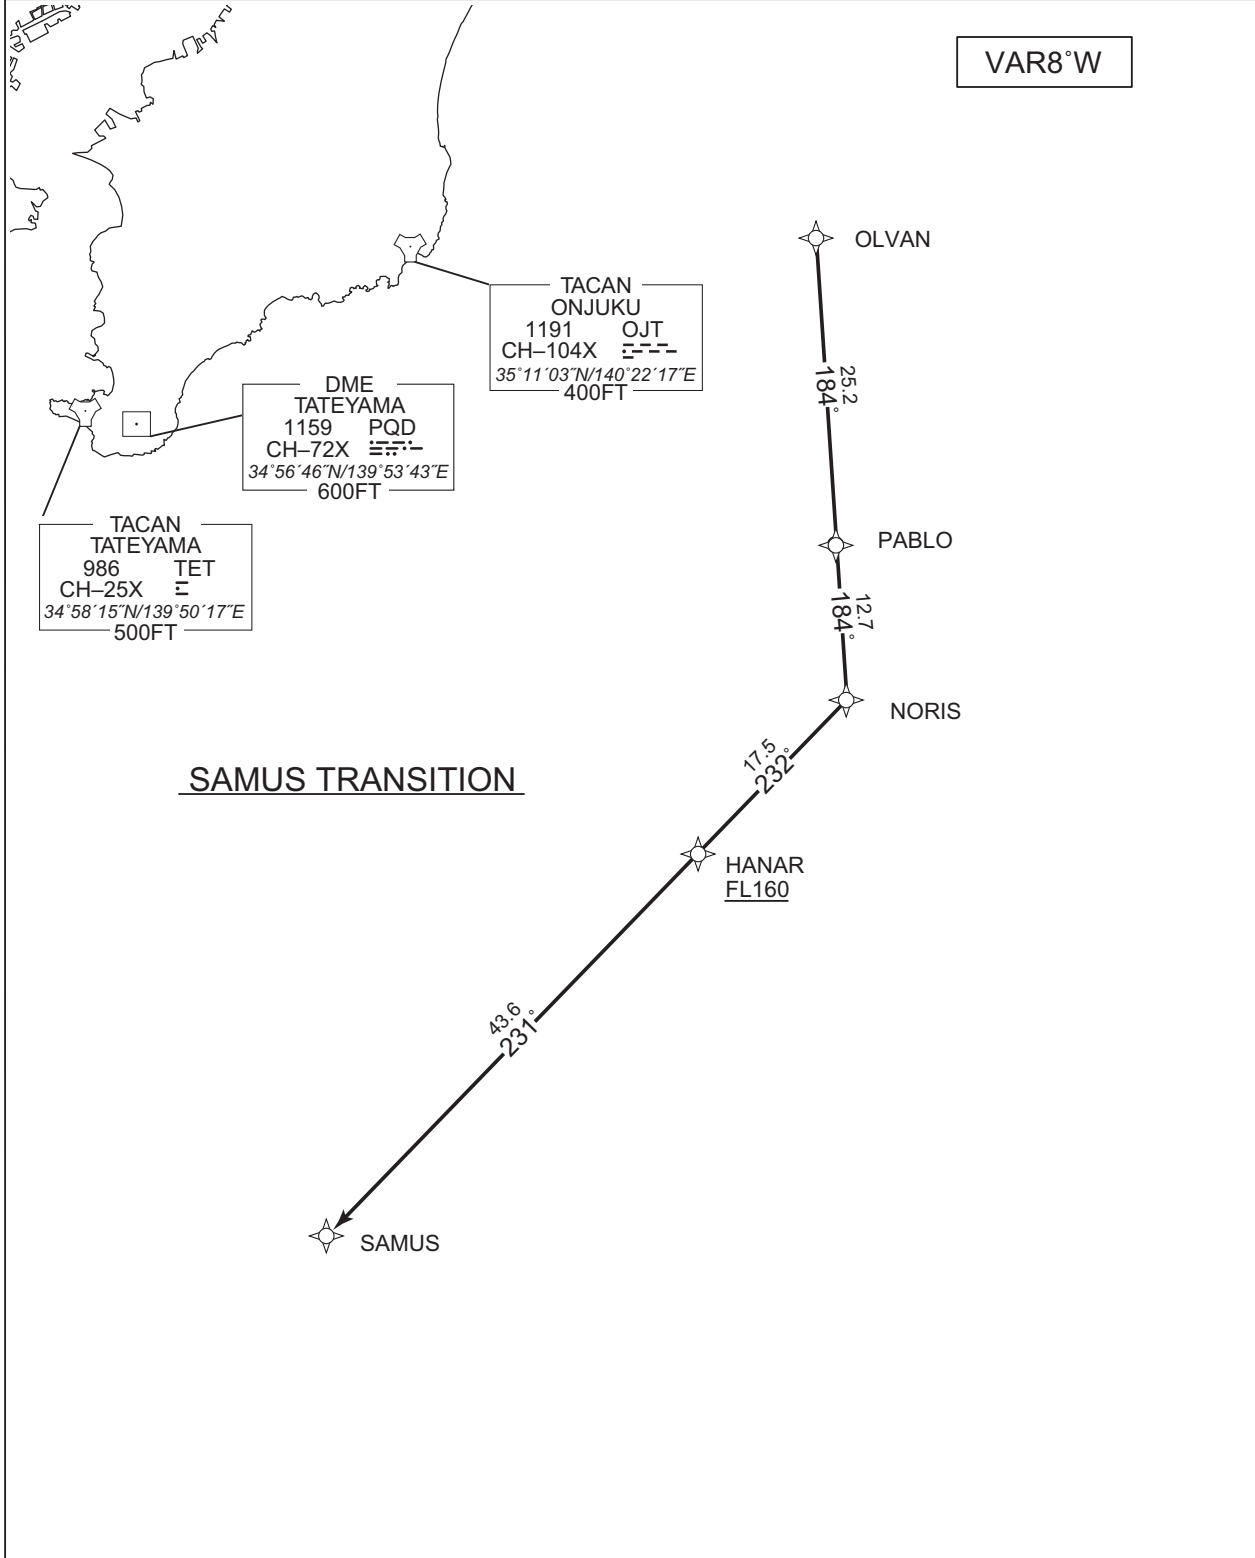 VAR8°W
OLVAN
TACAN
ONJUKU
1191 OJT
CH–104X
35°11´03˝N/140°22´17˝E
400FT
25.2
184°
DME
TATEYAMA
1159 PQD
CH–72X
34°56´46˝N/139°53´43˝E
600FT
TACAN
TATEYAMA
986 TET
CH–25X
34°58´15˝N/139°50´17˝E
500FT
PABLO
12.7
184°
NORIS
SAMUS TRANSITION
17.5
232°
HANAR
FL160
43.6
231°
SAMUS